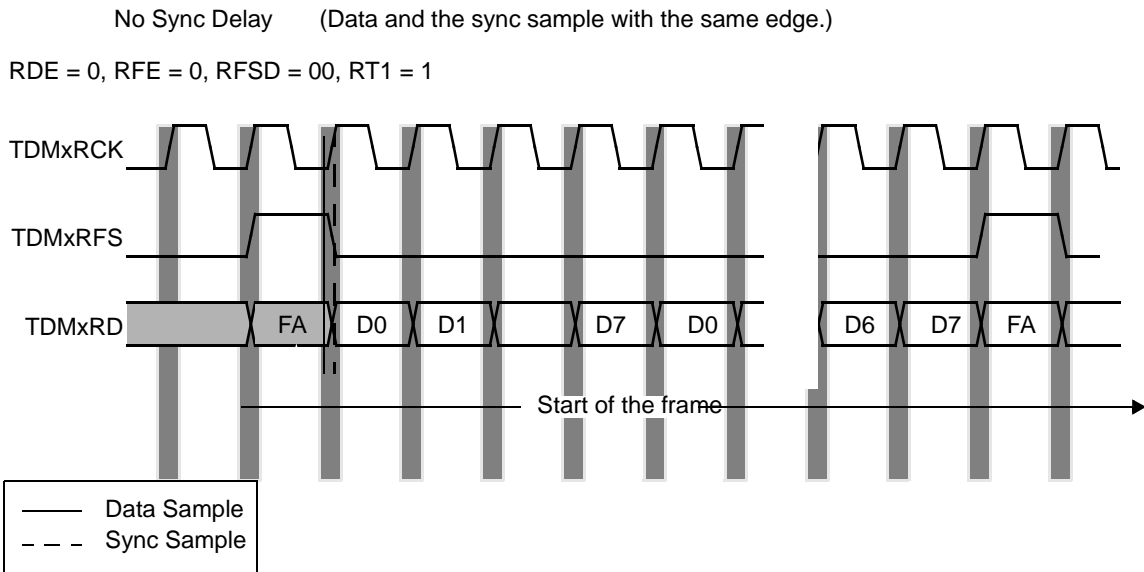 No Sync Delay (Data and the sync sample with the same edge.)
RDE = 0, RFE = 0, RFSD = 00, RT1 = 1
TDMxRCK
TDMxRFS
TDMxRD FA D0 D1 D7 D0 D6 D7 FA
Start of the frame
Data Sample
Sync Sample